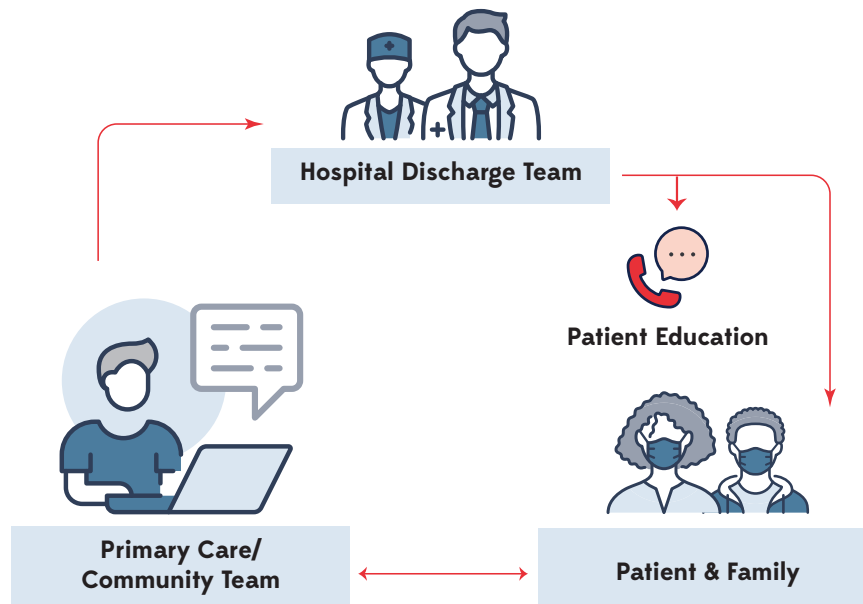 Hospital Discharge Team
Patient Education
Primary Care/
Community Team
Patient & Family